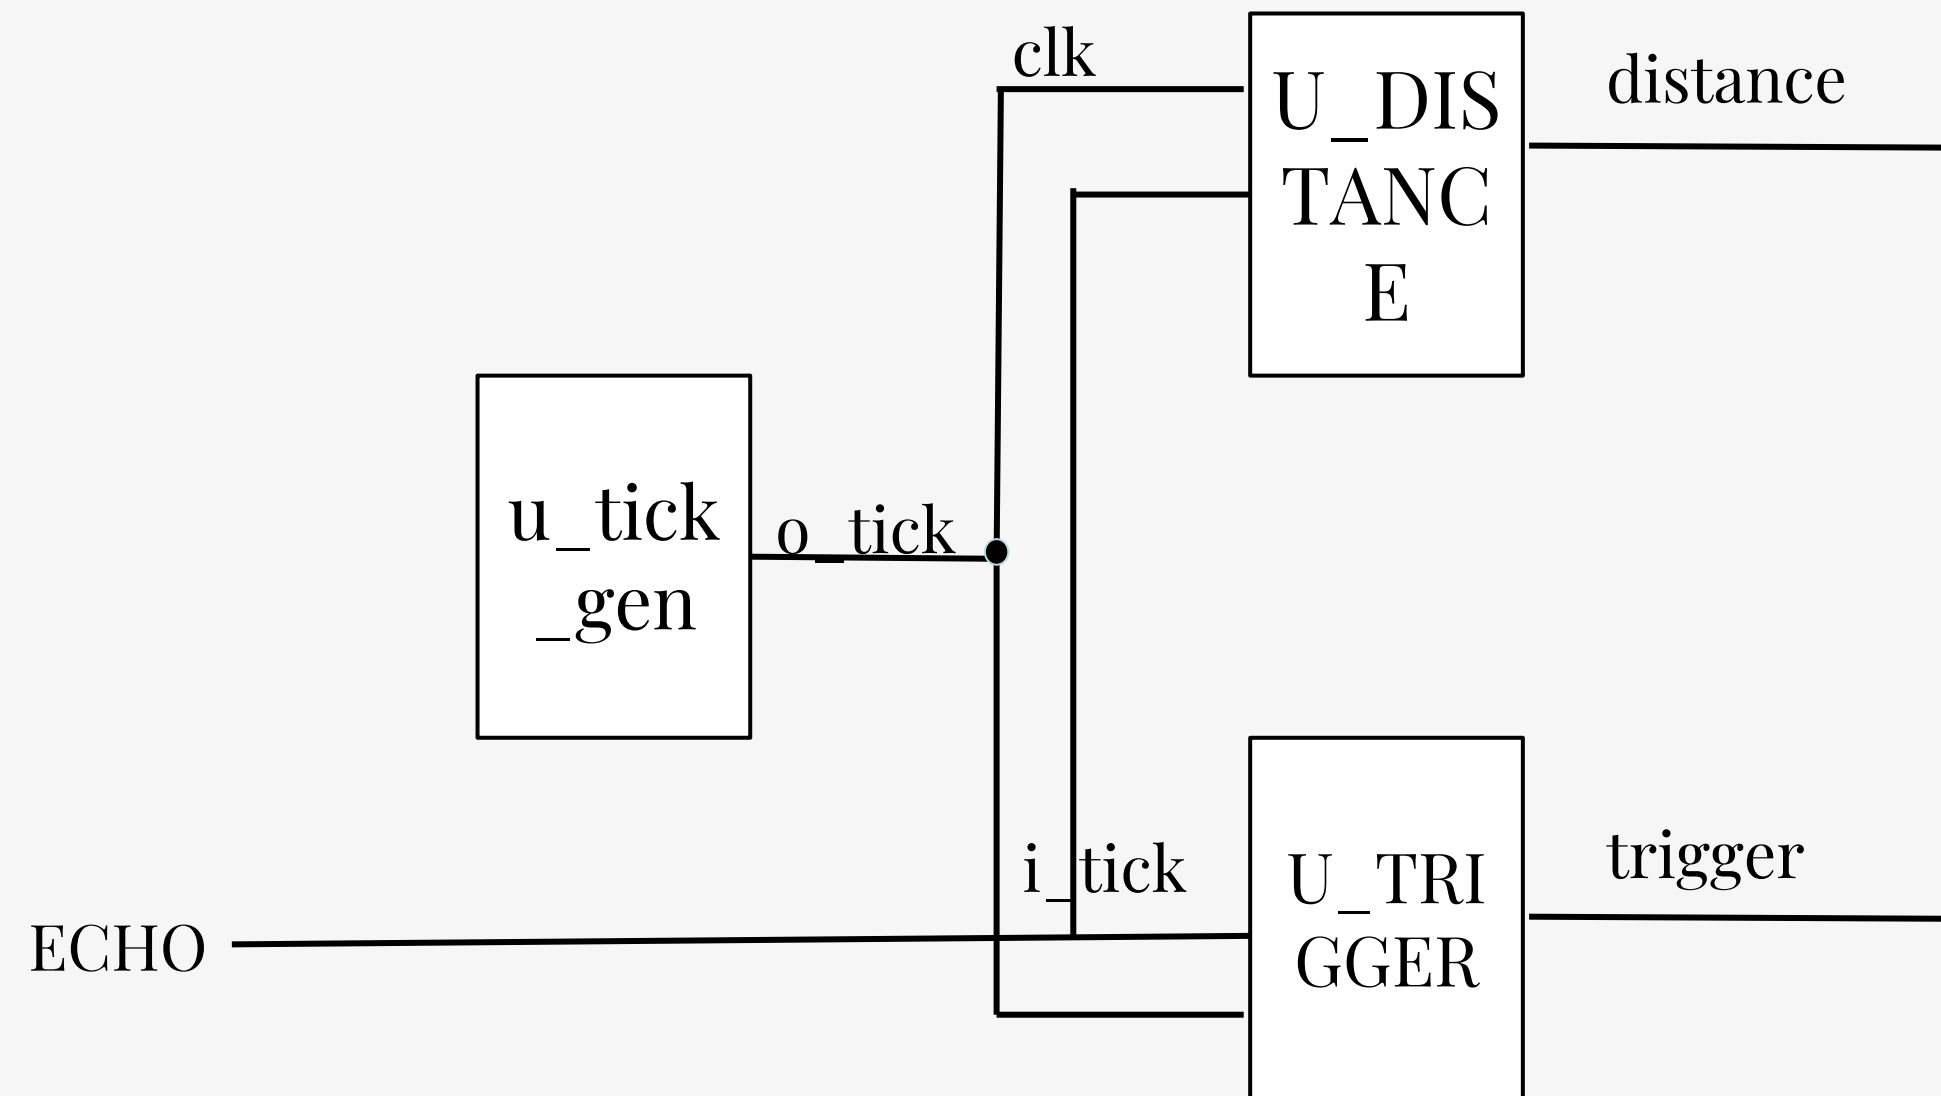 clk
U_DIS
TANC
E
distance
u_tick
_gen
o_tick
i_tick
U_TRI
GGER
trigger
ECHO